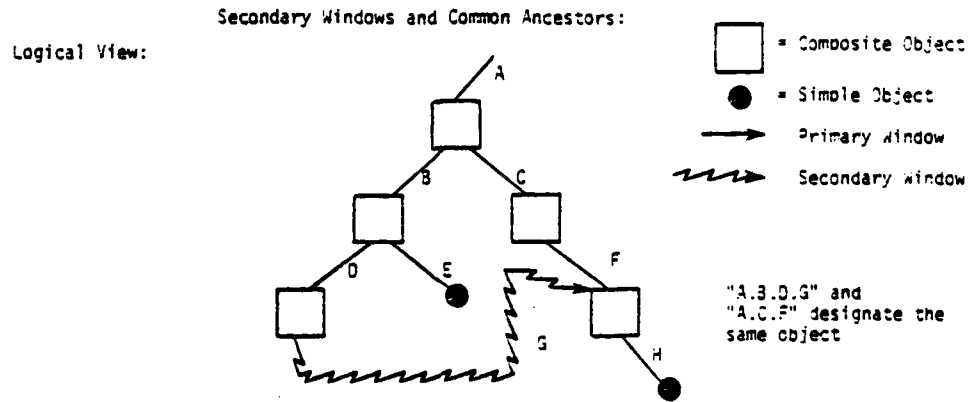 Secondary Windows and Common Ancestors:
Logical View:
= Composite Object
= Simple Object
Primary Window
Secondary Window
A
B
C
D
E
F
"A.B.D.G" and
"A.C.F" designate the
same object
G
H